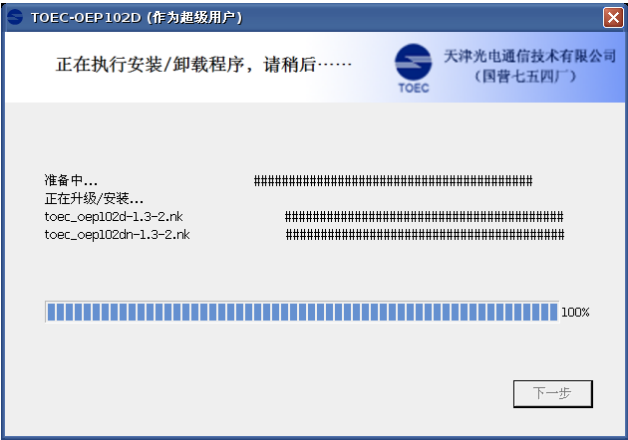 TOEC-OEP102D (作为超级用户)
正在执行安装/卸载程序，请稍后……
TOEC
天津光电通信技术有限公司
（国营七五四厂）
准备中... ########################################
正在升级/安装...
toec_oep102d-1.3-2.nk ########################################
toec_oep102dn-1.3-2.nk ########################################
100%
下一步